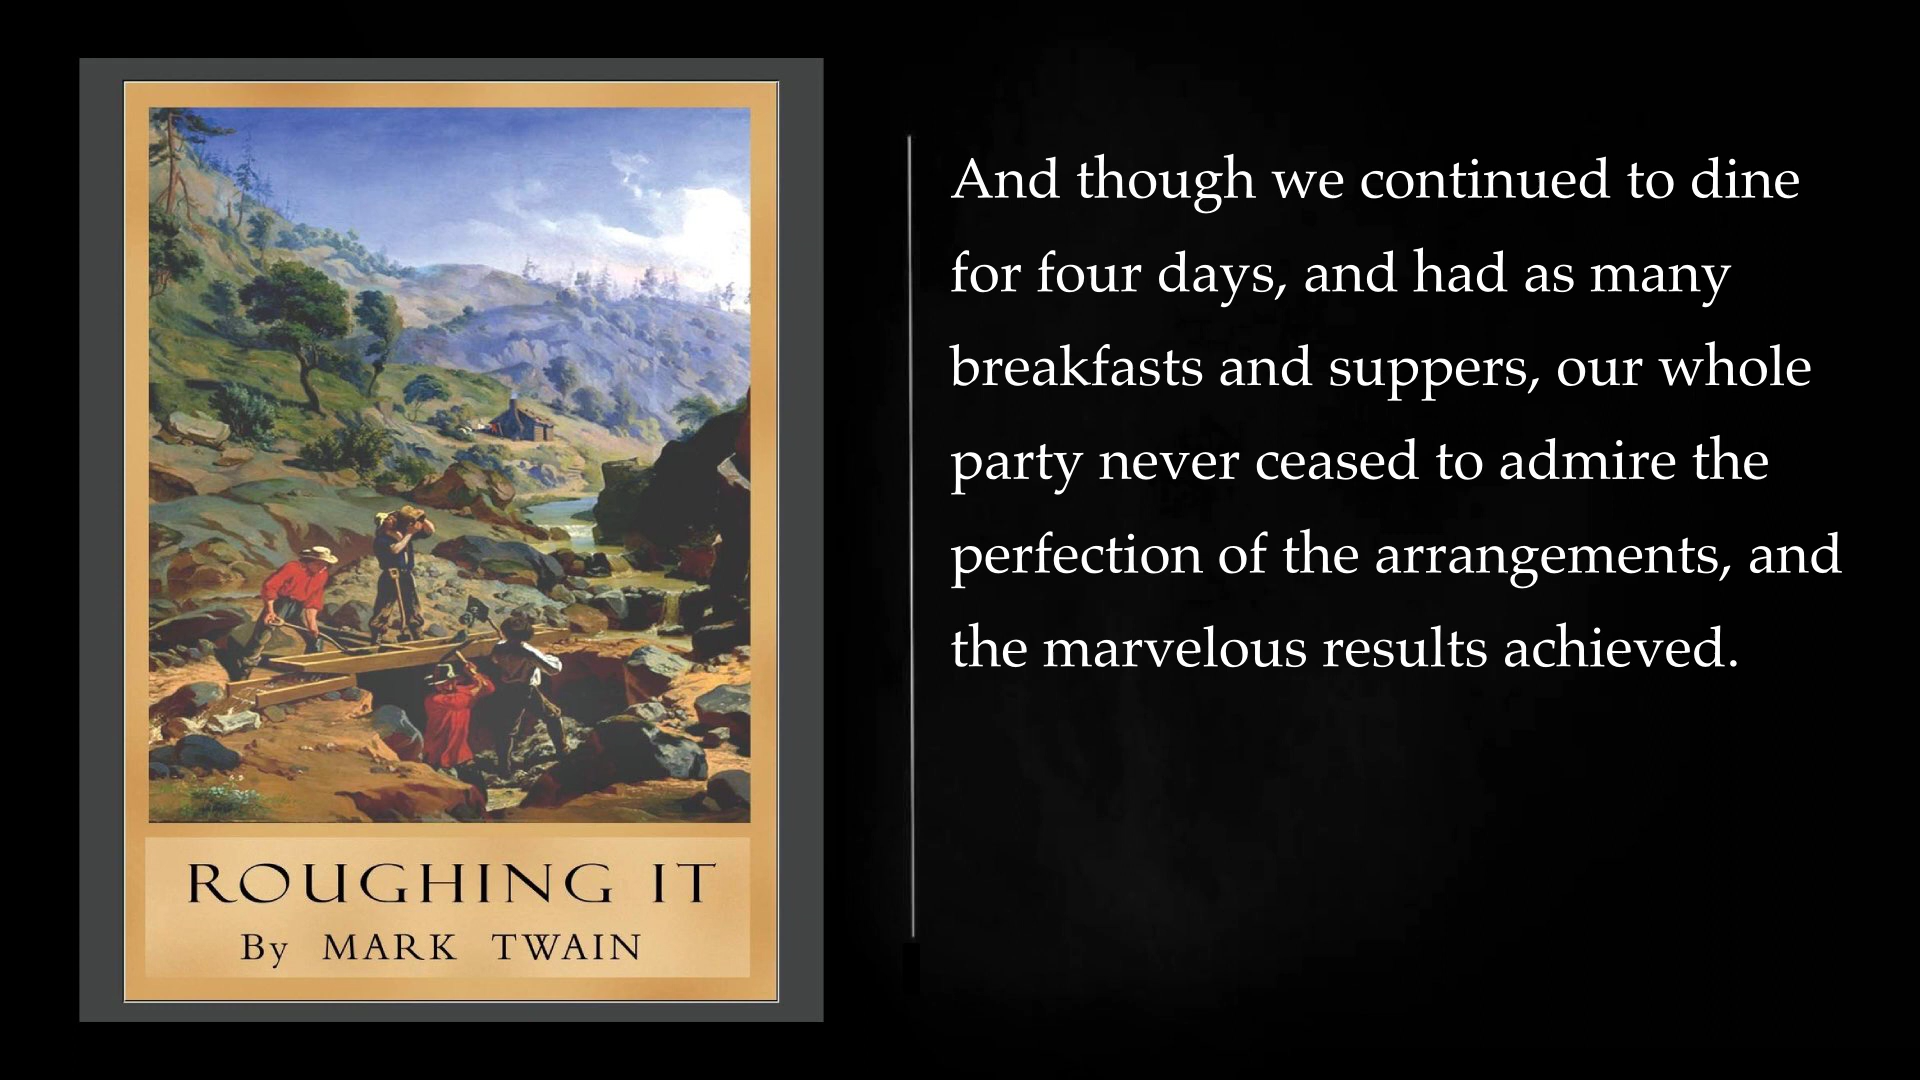 ROUGHING IT
By MARK TWAIN
And though we continued to dine
for four days, and had as many
breakfasts and suppers, our whole
party never ceased to admire the
perfection of the arrangements, and
the marvelous results achieved.